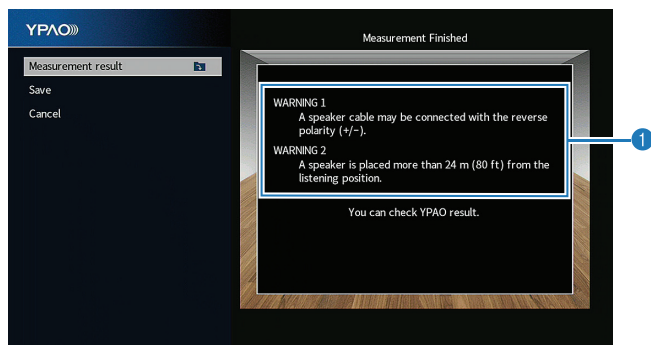 YPAO
Measurement Finished
Measurement result
Save
Cancel
WARNING 1
A speaker cable may be connected with the reverse
polarity (+/-).
WARNING 2
A speaker is placed more than 24 m (80 ft) from the
listening position.
You can check YPAO result.
1